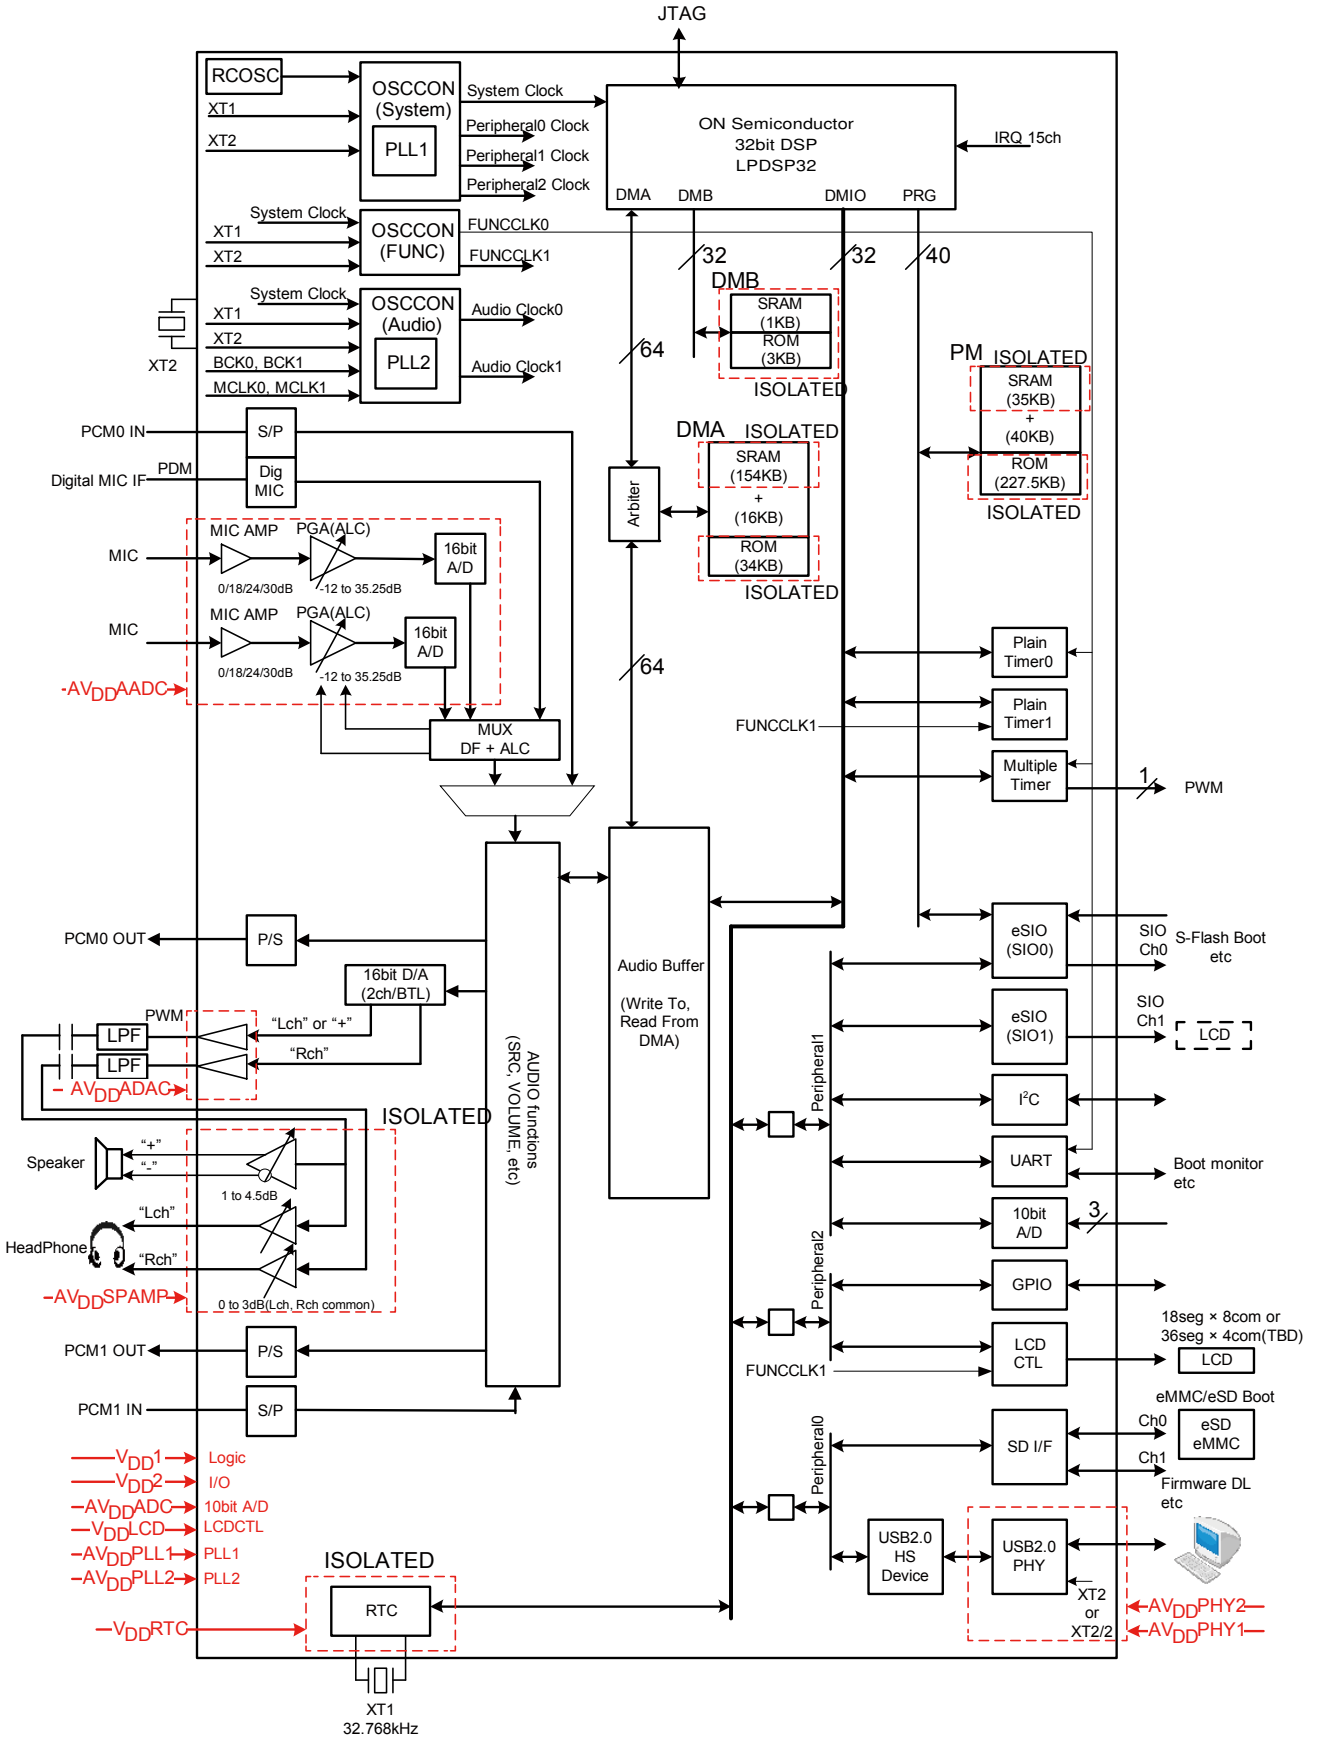 JTAG
RCOSC
XT1
XT2
OSCCON
(System)
PLL1
System Clock
Peripheral0 Clock
Peripheral1 Clock
Peripheral2 Clock
ON Semiconductor
32bit DSP
LPDSP32
DMA
DMB
DMIO
PRG
IRQ 15ch
System Clock
XT1
XT2
OSCCON
(FUNC)
FUNCCLK0
FUNCCLK1
32
32
40
System Clock
XT1
XT2
BCK0, BCK1
MCLK0, MCLK1
OSCCON
(Audio)
PLL2
Audio Clock0
Audio Clock1
XT2
64
DMB
SRAM
(1KB)
ROM
(3KB)
ISOLATED
PM
ISOLATED
SRAM
(35KB)
+
(40KB)
ROM
(227.5KB)
ISOLATED
PCM0 IN
S/P
Digital MIC IF
PDM
Dig
MIC
DMA
ISOLATED
SRAM
(154KB)
+
(16KB)
ROM
(34KB)
ISOLATED
Arbiter
MIC
MIC AMP
0/18/24/30dB
PGA(ALC)
-12 to 35.25dB
16bit
A/D
MIC
MIC AMP
0/18/24/30dB
PGA(ALC)
-12 to 35.25dB
16bit
A/D
AVDDAADC
64
MUX
DF + ALC
Plain
Timer0
Plain
Timer1
FUNCCLK1
Multiple
Timer
1
PWM
PCM0 OUT
P/S
16bit D/A
(2ch/BTL)
AUDIO functions
(SRC, VOLUME, etc)
Audio Buffer
(Write To,
Read From
DMA)
eSIO
(SIO0)
SIO
Ch0
S-Flash Boot
etc
eSIO
(SIO1)
SIO
Ch1
LCD
PWM
LPF
LPF
“Lch” or “+”
“Rch”
AVDDADAC
Peripheral1
I2C
UART
Boot monitor
etc
10bit
A/D
3
ISOLATED
Speaker
“+”
“-”
1 to 4.5dB
HeadPhone
“Lch”
“Rch”
0 to 3dB(Lch, Rch common)
AVDDSPAMP
Peripheral2
GPIO
LCD
CTL
FUNCCLK1
18seg × 8com or
36seg × 4com(TBD)
LCD
PCM1 OUT
P/S
PCM1 IN
S/P
Peripheral0
SD I/F
Ch0
Ch1
eMMC/eSD Boot
eSD
eMMC
Firmware DL
etc
VDD1
Logic
VDD2
I/O
AVDDADC
10bit A/D
VDDLCD
LCDCTL
AVDDPLL1
PLL1
AVDDPLL2
PLL2
USB2.0
HS
Device
USB2.0
PHY
XT2
or
XT2/2
AVDDPHY2
AVDDPHY1
ISOLATED
RTC
VDDRTC
XT1
32.768kHz